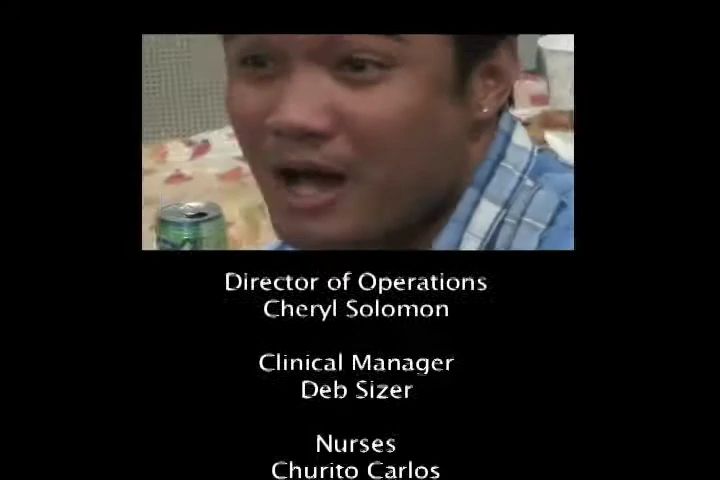 Director of Operations
Cheryl Solomon
Clinical Manager
Deb Sizer
Nurses
Churito Carlos